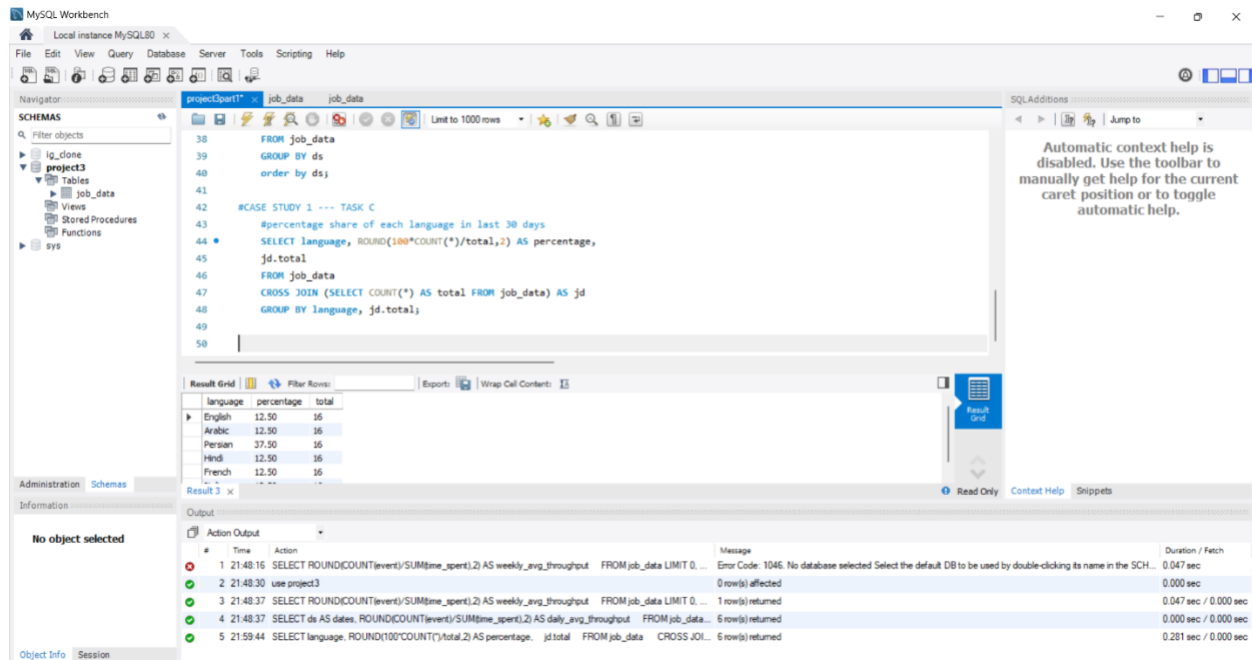 MySQL Workbench
Local instance MySQL80 ×
File Edit View Query Database Server Tools Scripting Help
Navigator
SCHEMAS
Filter objects
ig_clone
project3
Tables
job_data
Views
Stored Procedures
Functions
sys
Administration Schemas
Information
No object selected
Object Info Session
project3part1* × job_data job_data
Limit to 1000 rows
38 FROM job_data
39 GROUP BY ds
40 order by ds;
41
42 #CASE STUDY 1 --- TASK C
43 #percentage share of each language in last 30 days
44 SELECT language, ROUND(100*COUNT(*)/total,2) AS percentage,
45 jd.total
46 FROM job_data
47 CROSS JOIN (SELECT COUNT(*) AS total FROM job_data) AS jd
48 GROUP BY language, jd.total;
49
50
Result Grid Filter Rows: Export: Wrap Cell Content:
language percentage total
English 12.50 16
Arabic 12.50 16
Persian 37.50 16
Hindi 12.50 16
French 12.50 16
Result Grid
Result 3 × Read Only
SQLAdditions
Jump to
Automatic context help is
disabled. Use the toolbar to
manually get help for the current
caret position or to toggle
automatic help.
Context Help Snippets
Output
Action Output
# Time Action Message Duration / Fetch
1 21:48:16 SELECT ROUND(COUNT(event)/SUM(time_spent),2) AS weekly_avg_throughput FROM job_data LIMIT 0, ... Error Code: 1046. No database selected Select the default DB to be used by double-clicking its name in the SCH... 0.047 sec
2 21:48:30 use project3 0 row(s) affected 0.000 sec
3 21:48:37 SELECT ROUND(COUNT(event)/SUM(time_spent),2) AS weekly_avg_throughput FROM job_data LIMIT 0, ... 1 row(s) returned 0.047 sec / 0.000 sec
4 21:48:37 SELECT ds AS dates, ROUND(COUNT(event)/SUM(time_spent),2) AS daily_avg_throughput FROM job_data... 6 row(s) returned 0.000 sec / 0.000 sec
5 21:59:44 SELECT language, ROUND(100*COUNT(*)/total,2) AS percentage, jd.total FROM job_data CROSS JOI... 6 row(s) returned 0.281 sec / 0.000 sec